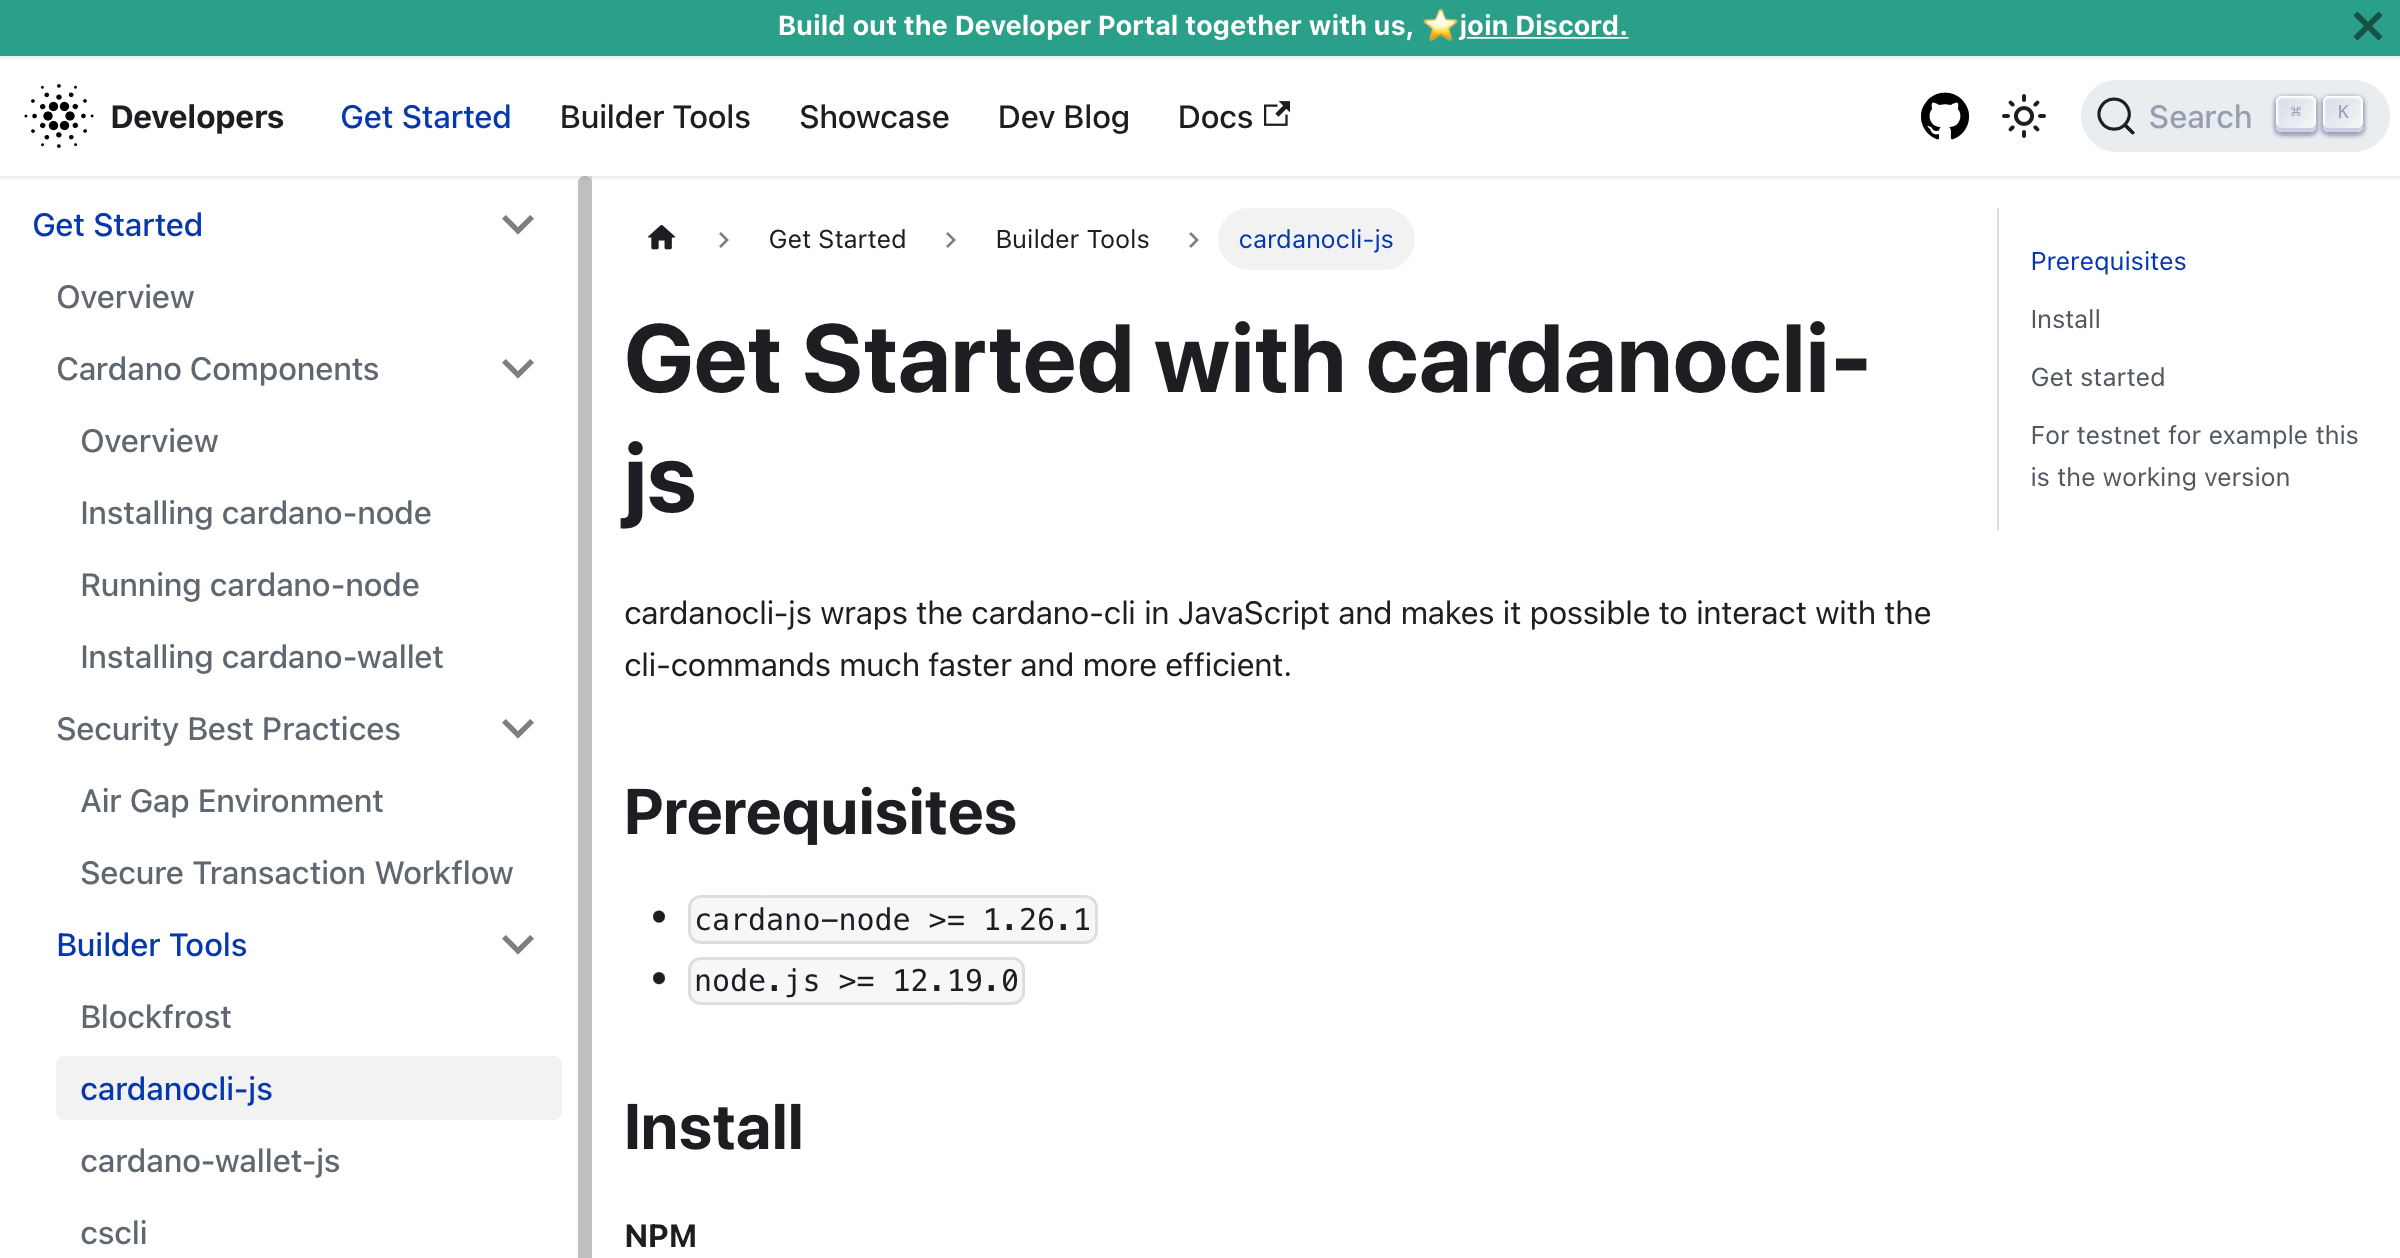 Build out the Developer Portal together with us, ⭐join Discord.
Developers
Get Started
Builder Tools
Showcase
Dev Blog
Docs
Search
⌘
K
Get Started
Overview
Cardano Components
Overview
Installing cardano-node
Running cardano-node
Installing cardano-wallet
Security Best Practices
Air Gap Environment
Secure Transaction Workflow
Builder Tools
Blockfrost
cardanocli-js
cardano-wallet-js
cscli
Get Started
Builder Tools
cardanocli-js
Get Started with cardanocli-
js
cardanocli-js wraps the cardano-cli in JavaScript and makes it possible to interact with the
cli-commands much faster and more efficient.
Prerequisites
cardano-node >= 1.26.1
node.js >= 12.19.0
Install
NPM
Prerequisites
Install
Get started
For testnet for example this
is the working version